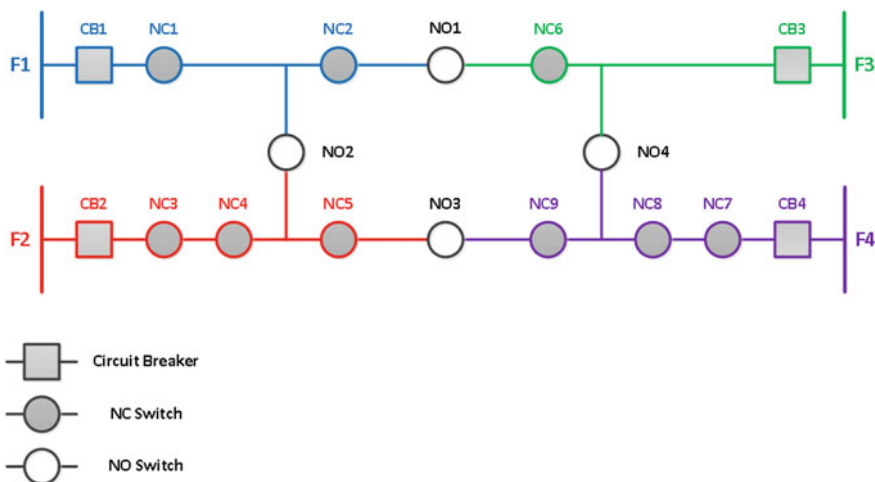 CB1 NC1 NC2 NO1 NC6 CB3
F1 F3
NO2 NO4
CB2 NC3 NC4 NC5 NO3 NC9 NC8 NC7 CB4
F2 F4
Circuit Breaker
NC Switch
NO Switch